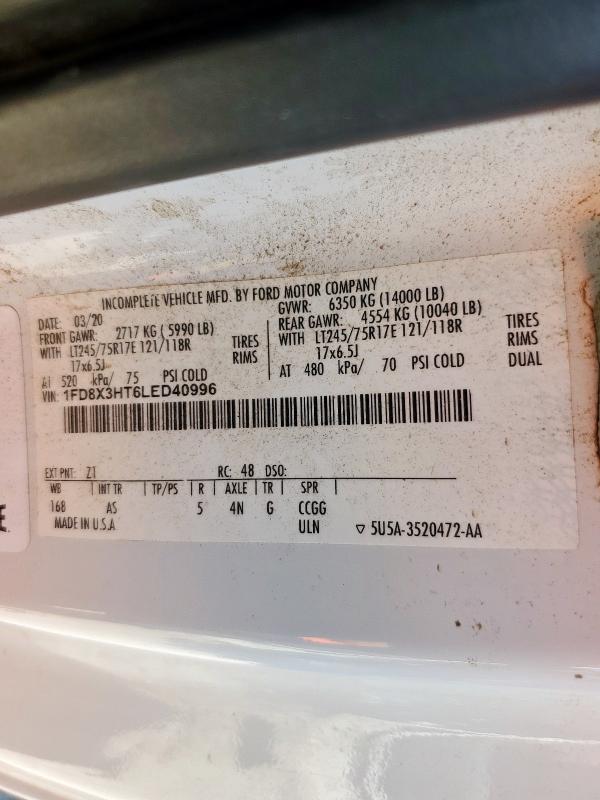 INCOMPLETE VEHICLE MFD. BY FORD MOTOR COMPANY
DATE: 03/20
GVWR: 6350 KG (14000 LB)
FRONT GAWR: 2717 KG ( 5990 LB)
REAR GAWR: 4554 KG (10040 LB)
WITH LT245/75R17E 121/118R TIRES
WITH LT245/75R17E 121/118R TIRES
17x6.5J RIMS
17x6.5J RIMS
AT 520 kPa/ 75 PSI COLD
AT 480 kPa/ 70 PSI COLD DUAL
VIN: 1FD8X3HT6LED40996
EXT PNT: Z1 RC: 48 DSO:
WB | INT TR | TP/PS | R | AXLE | TR | SPR |
168 AS 5 4N G CCGG
MADE IN U.S.A ULN ▽ 5U5A-3520472-AA
E